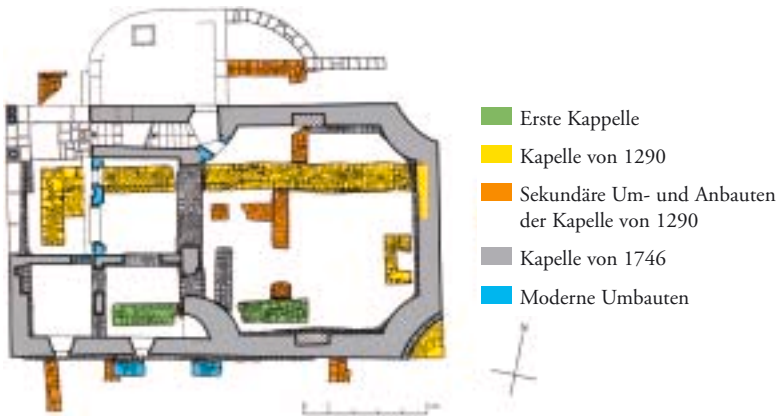 Erste Kappelle
Kapelle von 1290
Sekundäre Um- und Anbauten
der Kapelle von 1290
Kapelle von 1746
Moderne Umbauten